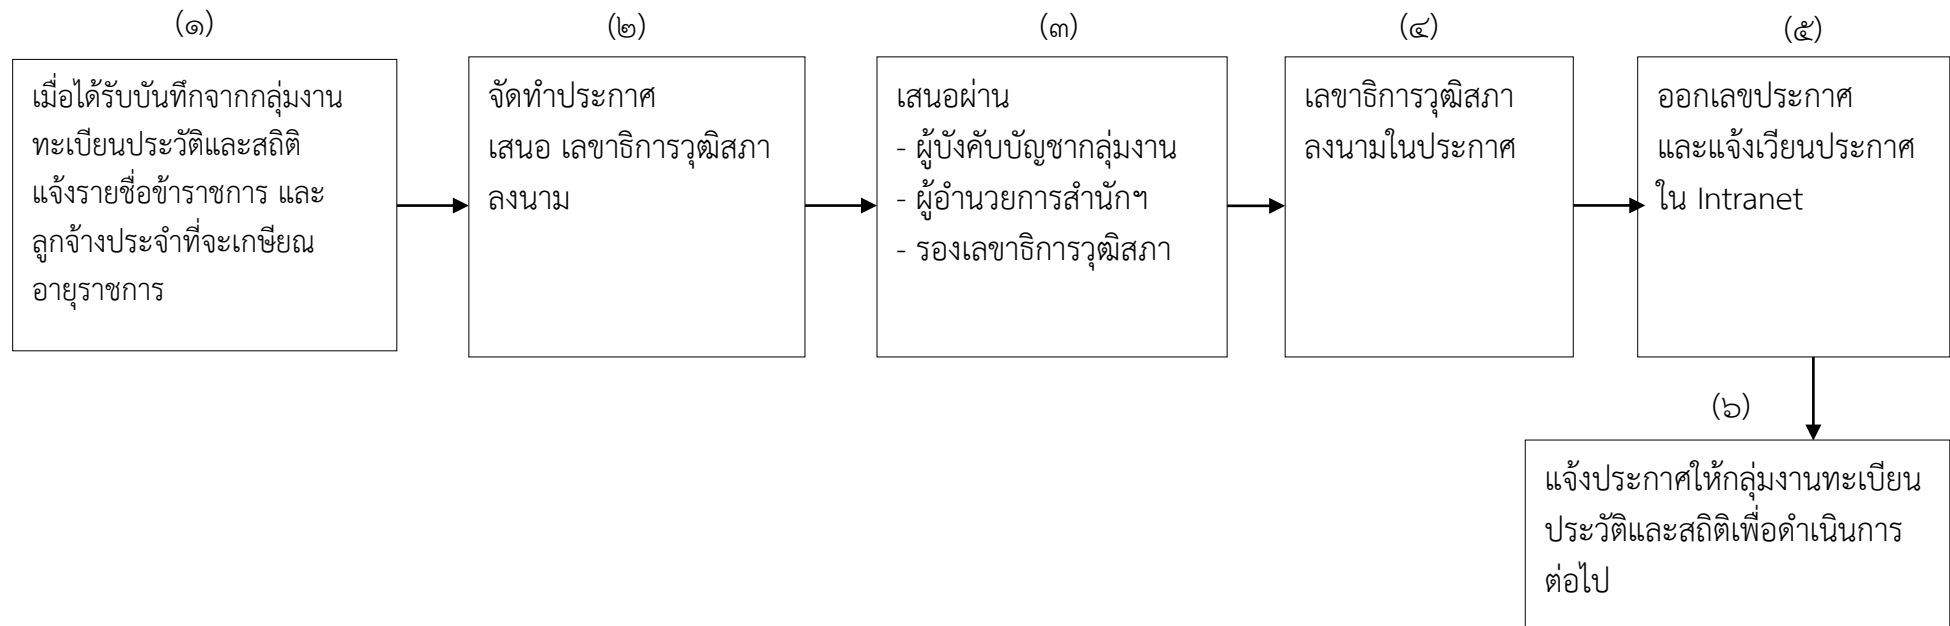 (๑)
เมื่อได้รับบันทึกจากกลุ่มงาน
ทะเบียนประวัติและสถิติ
แจ้งรายชื่อข้าราชการ และ
ลูกจ้างประจำที่จะเกษียณ
อายุราชการ
(๒)
จัดทำประกาศ
เสนอ เลขาธิการวุฒิสภา
ลงนาม
(๓)
เสนอผ่าน
- ผู้บังคับบัญชากลุ่มงาน
- ผู้อำนวยการสำนักฯ
- รองเลขาธิการวุฒิสภา
(๔)
เลขาธิการวุฒิสภา
ลงนามในประกาศ
(๕)
ออกเลขประกาศ
และแจ้งเวียนประกาศ
ใน Intranet
(๖)
แจ้งประกาศให้กลุ่มงานทะเบียน
ประวัติและสถิติเพื่อดำเนินการ
ต่อไป